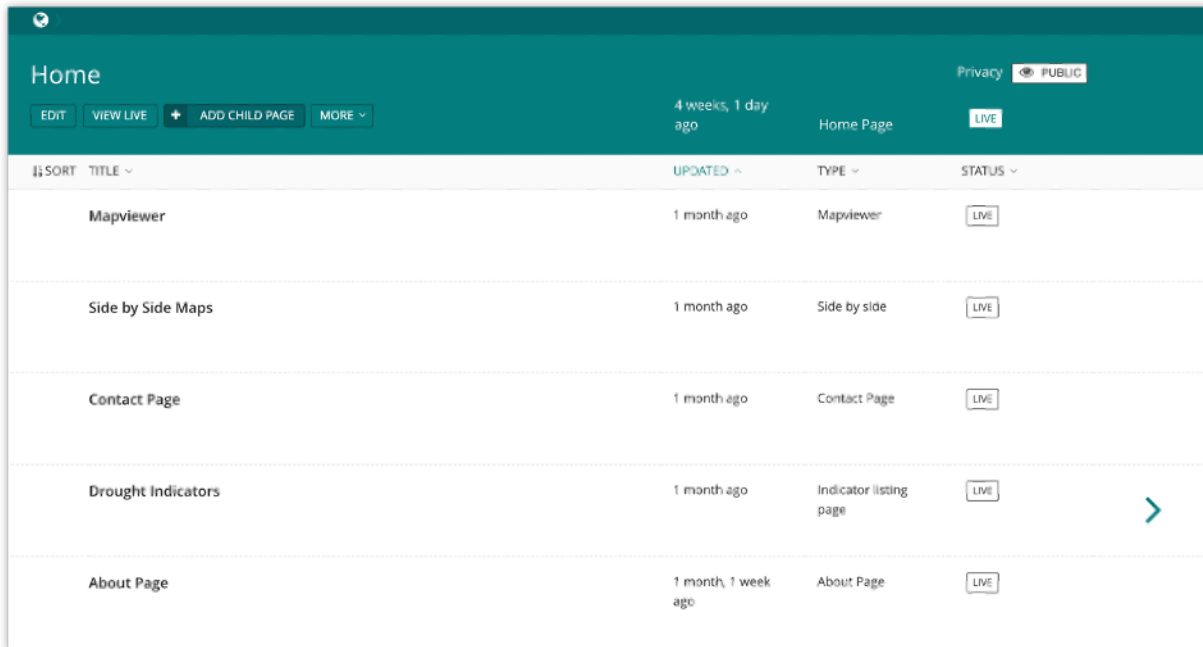 Home
Privacy PUBLIC
EDIT VIEW LIVE + ADD CHILD PAGE MORE
4 weeks, 1 day
ago
Home Page
LIVE
SORT TITLE UPDATED TYPE STATUS
Mapviewer 1 month ago Mapviewer LIVE
Side by Side Maps 1 month ago Side by side LIVE
Contact Page 1 month ago Contact Page LIVE
Drought Indicators 1 month ago Indicator listing LIVE
page
About Page 1 month, 1 week About Page LIVE
ago